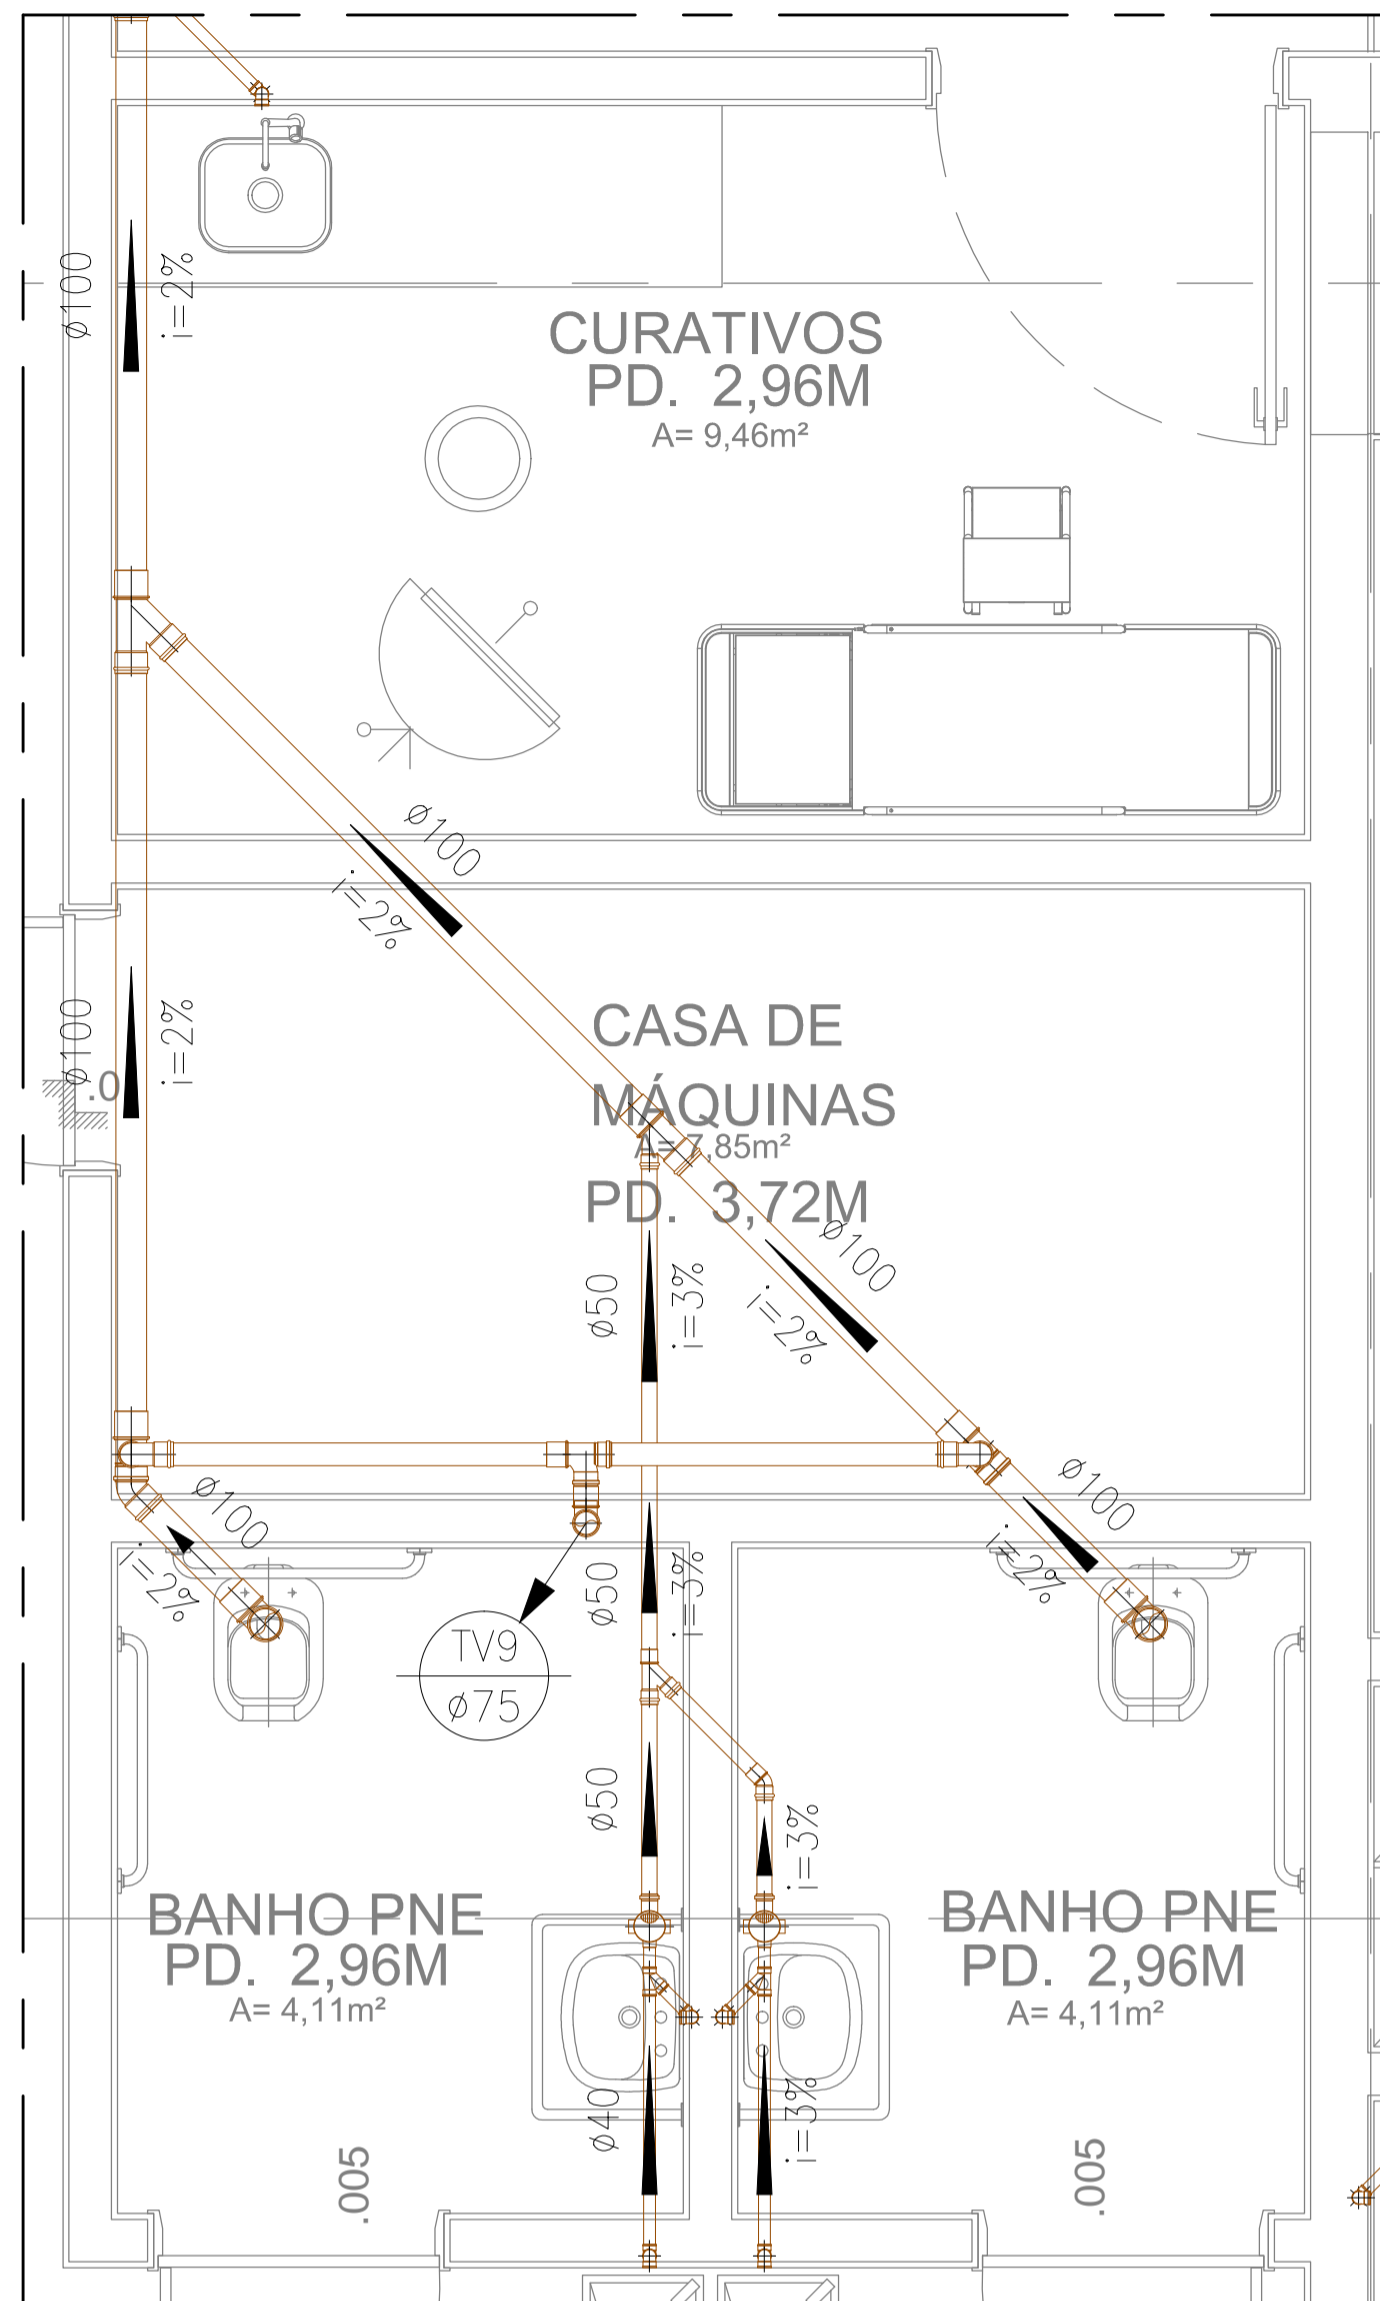 ø100
i=2%
CURATIVOS
PD. 2,96M
A= 9,46m²
ø100
i=2%
ø100
i=2%
.0
CASA DE
MÁQUINAS
A= 7,85m²
PD. 3,72M
ø100
i=2%
ø50
i=3%
ø100
i=2%
ø100
i=2%
ø50
i=3%
TV9
ø75
ø50
i=3%
BANHO PNE
PD. 2,96M
A= 4,11m²
BANHO PNE
PD. 2,96M
A= 4,11m²
ø40
i=3%
.005
.005